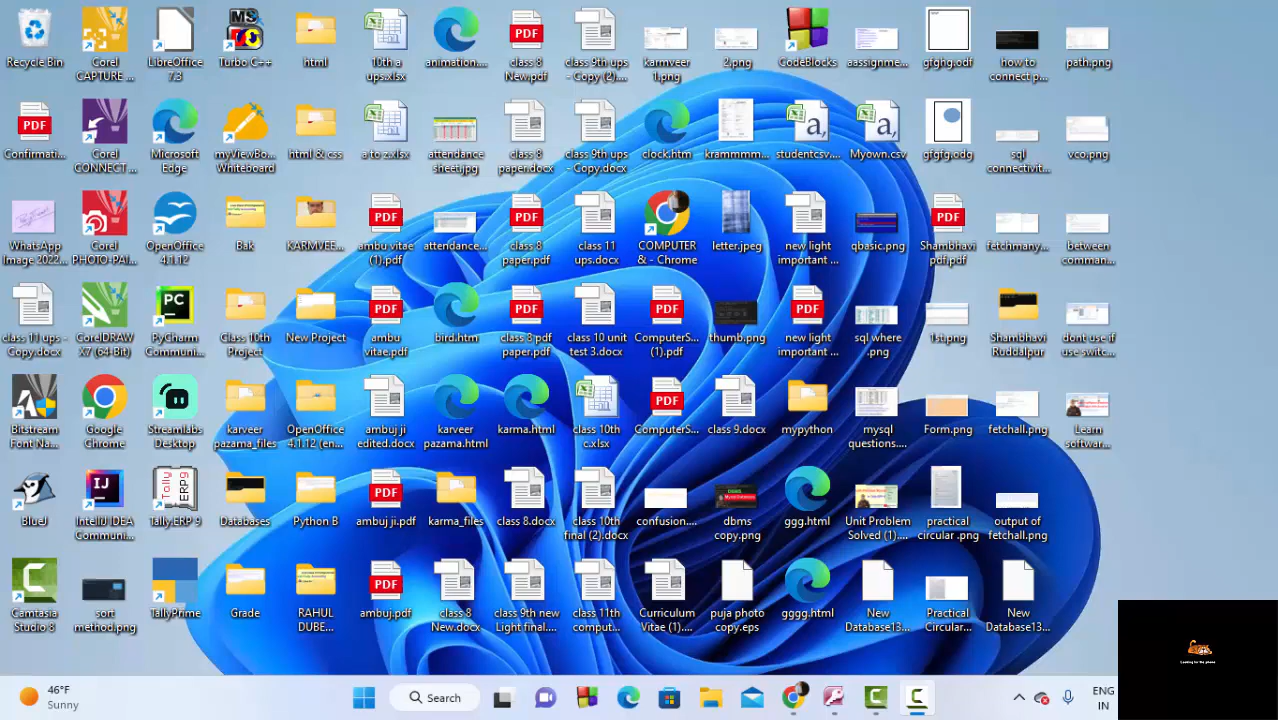 Recycle Bin
Corel
CAPTURE ...
LibreOffice
7.3
Turbo C++
html
10th a
ups.xlsx
animation....
class 8
New.pdf
class 9th ups
- Copy (2)....
karmveer
1.png
2.png
CodeBlocks
aassignme...
gfghg.odf
how to
connect p...
path.png
Confirmati...
Corel
CONNECT ...
Microsoft
Edge
myViewBo...
Whiteboard
html & css
a to z.xlsx
attendance
sheet.jpg
class 8
paper.docx
class 9th ups
- Copy.docx
clock.htm
krammmm...
studentcsv....
Myown.csv
gfgfg.odg
sql
connectivit...
vco.png
WhatsApp
Image 2022...
Corel
PHOTO-PAI...
OpenOffice
4.1.12
Bak
KARMVEE...
ambu vitae
(1).pdf
attendance...
class 8
paper.pdf
class 11
ups.docx
COMPUTER
& - Chrome
letter.jpeg
new light
important ...
qbasic.png
Shambhavi
pdf.pdf
fetchmany...
between
comman...
class 11 ups -
Copy.docx
CorelDRAW
X7 (64-Bit)
PyCharm
Communi...
Class 10th
Project
New Project
ambu
vitae.pdf
bird.htm
class 8 pdf
paper.pdf
class 10 unit
test 3.docx
ComputerS...
(1).pdf
thumb.png
new light
important ...
sql where
.png
1st.png
Shambhavi
Ruddalpur
dont use if
use switc...
Bitstream
Font Na...
Google
Chrome
Streamlabs
Desktop
karveer
pazama_files
OpenOffice
4.1.12 (en...
ambuj ji
edited.docx
karveer
pazama.html
karma.html
class 10th
c.xlsx
ComputerS...
class 9.docx
mypython
mysql
questions....
Form.png
fetchall.png
Learn
softwar...
BlueJ
IntelliJ IDEA
Communi...
Tally.ERP 9
Databases
Python B
ambuj ji.pdf
karma_files
class 8.docx
class 10th
final (2).docx
confusion....
dbms
copy.png
ggg.html
Unit Problem
Solved (1)....
practical
circular .png
output of
fetchall.png
Camtasia
Studio 8
sort
method.png
TallyPrime
Grade
RAHUL
DUBE...
ambuj.pdf
class 8
New.docx
class 9th new
Light final....
class 11th
comput...
Curriculum
Vitae (1)....
puja photo
copy.eps
gggg.html
New
Database13...
Practical
Circular...
New
Database13...
46°F
Sunny
Search
ENG
IN
Looking for the phone